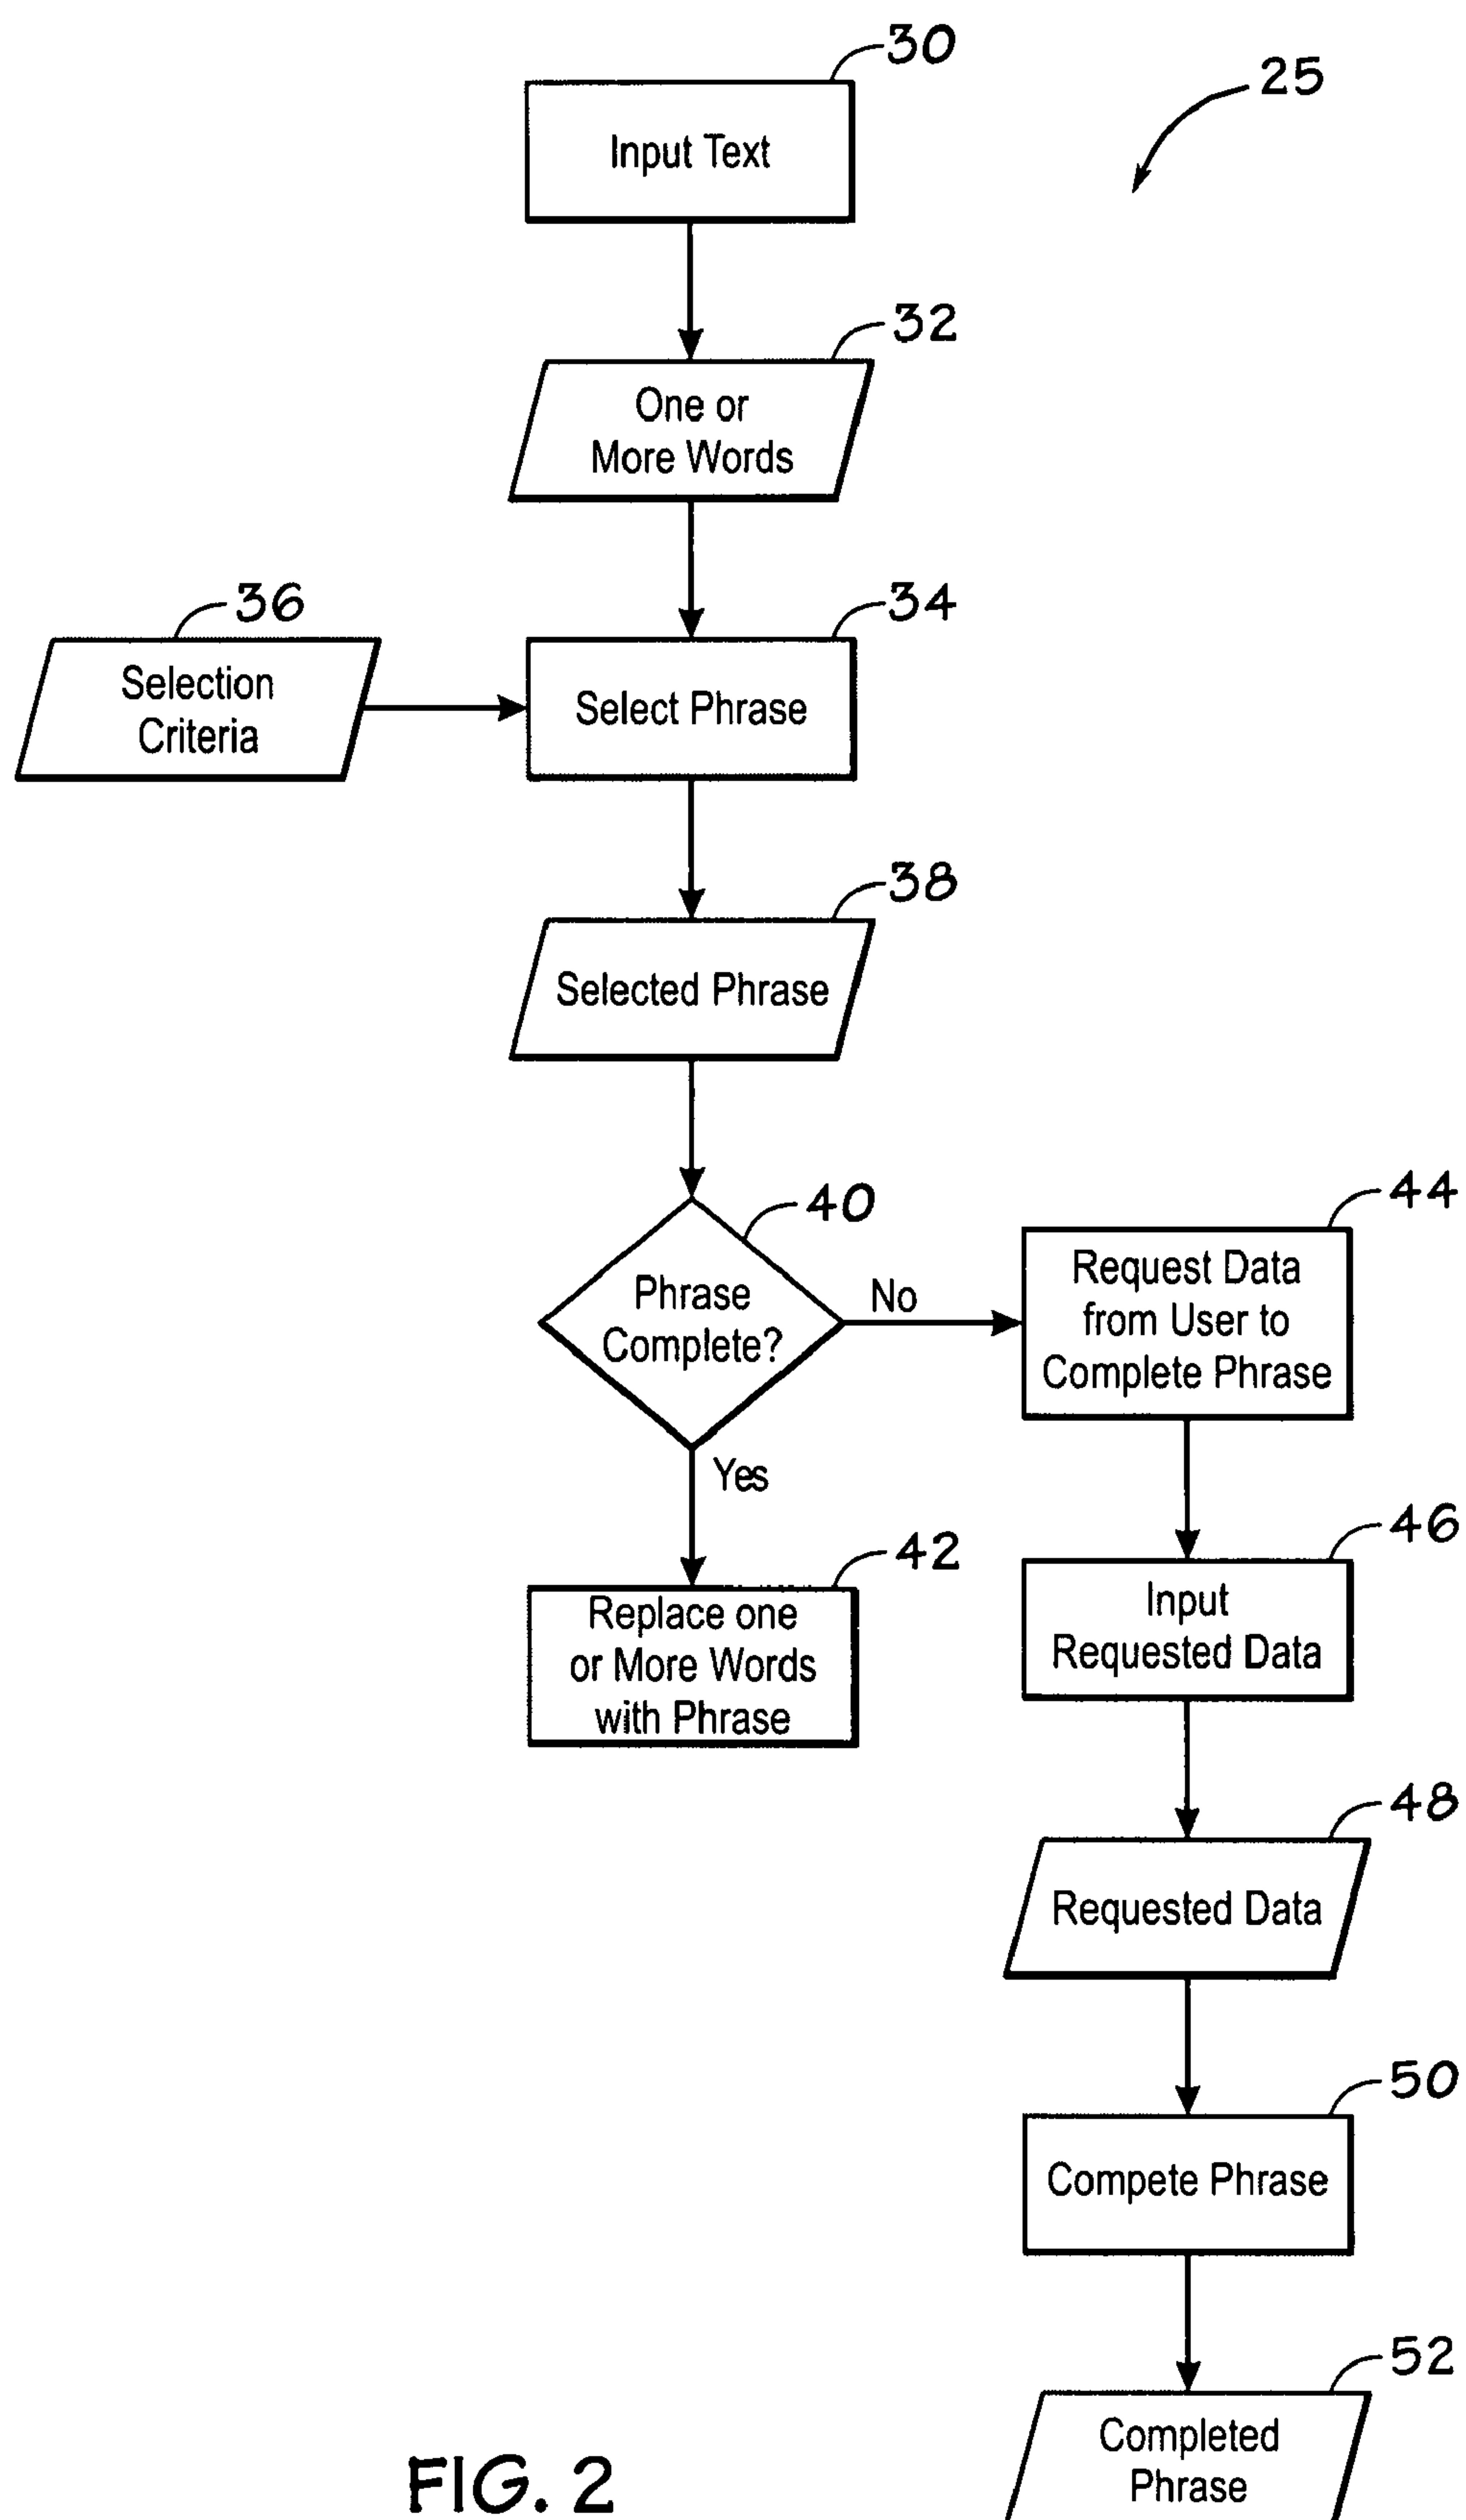 30
25
Input Text
32
One or
More Words
36
34
Selection
Criteria
Select Phrase
38
Selected Phrase
40
44
Phrase
Complete?
No
Request Data
from User to
Complete Phrase
Yes
42
46
Replace one
or More Words
with Phrase
Input
Requested Data
48
Requested Data
50
Compete Phrase
52
Completed
Phrase
FIG. 2